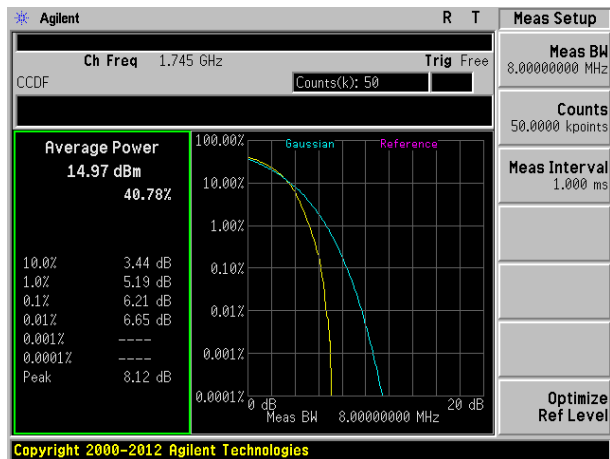 Agilent R T Meas Setup
Ch Freq 1.745 GHz Trig Free
CCDF Counts(k): 50
Meas BW
8.00000000 MHz
Counts
50.0000 kpoints
Meas Interval
1.000 ms
Optimize
Ref Level
Average Power
14.97 dBm
40.78%
10.0% 3.44 dB
1.0% 5.19 dB
0.1% 6.21 dB
0.01% 6.65 dB
0.001% ----
0.0001% ----
Peak 8.12 dB
Gaussian Reference
100.00%
10.00%
1.00%
0.10%
0.01%
0.001%
0.0001%
0 dB 20 dB
Meas BW 8.00000000 MHz
Copyright 2000-2012 Agilent Technologies